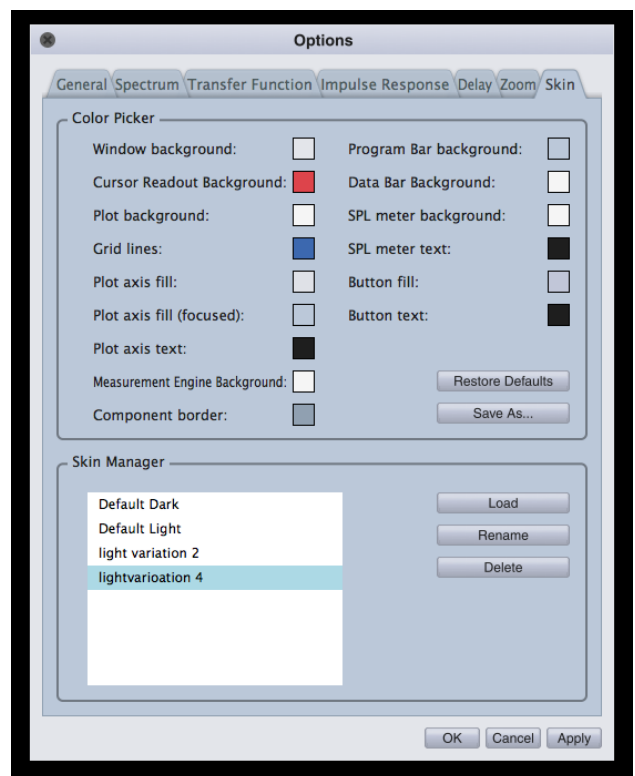 Options
General Spectrum Transfer Function Impulse Response Delay Zoom Skin
Color Picker
Window background: Program Bar background:
Cursor Readout Background: Data Bar Background:
Plot background: SPL meter background:
Grid lines: SPL meter text:
Plot axis fill: Button fill:
Plot axis fill (focused): Button text:
Plot axis text:
Measurement Engine Background: Restore Defaults
Component border: Save As...
Skin Manager
Default Dark Load
Default Light
light variation 2 Rename
lightvarioation 4 Delete
OK Cancel Apply